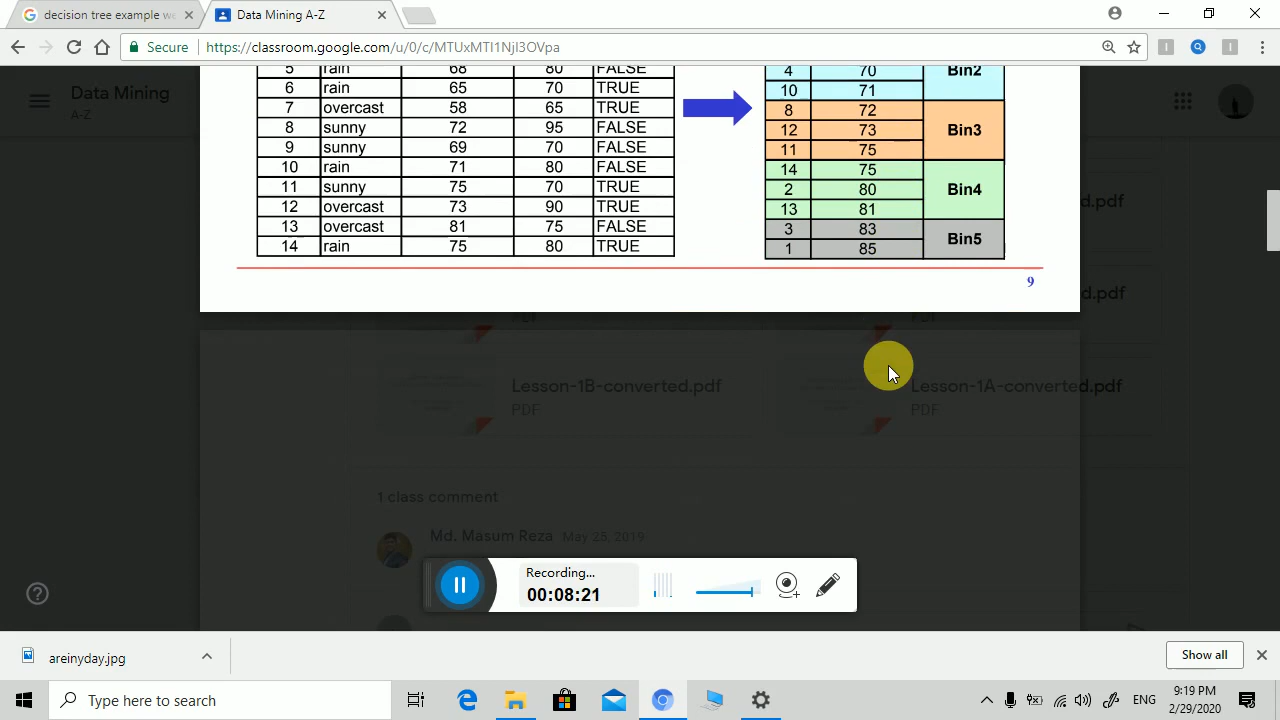 decision tree example we
Data Mining A-Z
Secure
https://classroom.google.com/u/0/c/MTUxMTI1NjI3OVpa
Data Mining
A-Z
5 rain 68 80 FALSE
6 rain 65 70 TRUE
7 overcast 58 65 TRUE
8 sunny 72 95 FALSE
9 sunny 69 70 FALSE
10 rain 71 80 FALSE
11 sunny 75 70 TRUE
12 overcast 73 90 TRUE
13 overcast 81 75 FALSE
14 rain 75 80 TRUE
4 70 Bin2
10 71
8 72
12 73 Bin3
11 75
14 75
2 80 Bin4
13 81
3 83 Bin5
1 85
9
d.pdf
d.pdf
Lesson-1B-converted.pdf
PDF
Lesson-1A-converted.pdf
PDF
1 class comment
Md. Masum Reza May 25, 2019
Recording...
00:08:21
areinyday.jpg
Show all
Type here to search
ENG
9:19 PM
2/29/2020